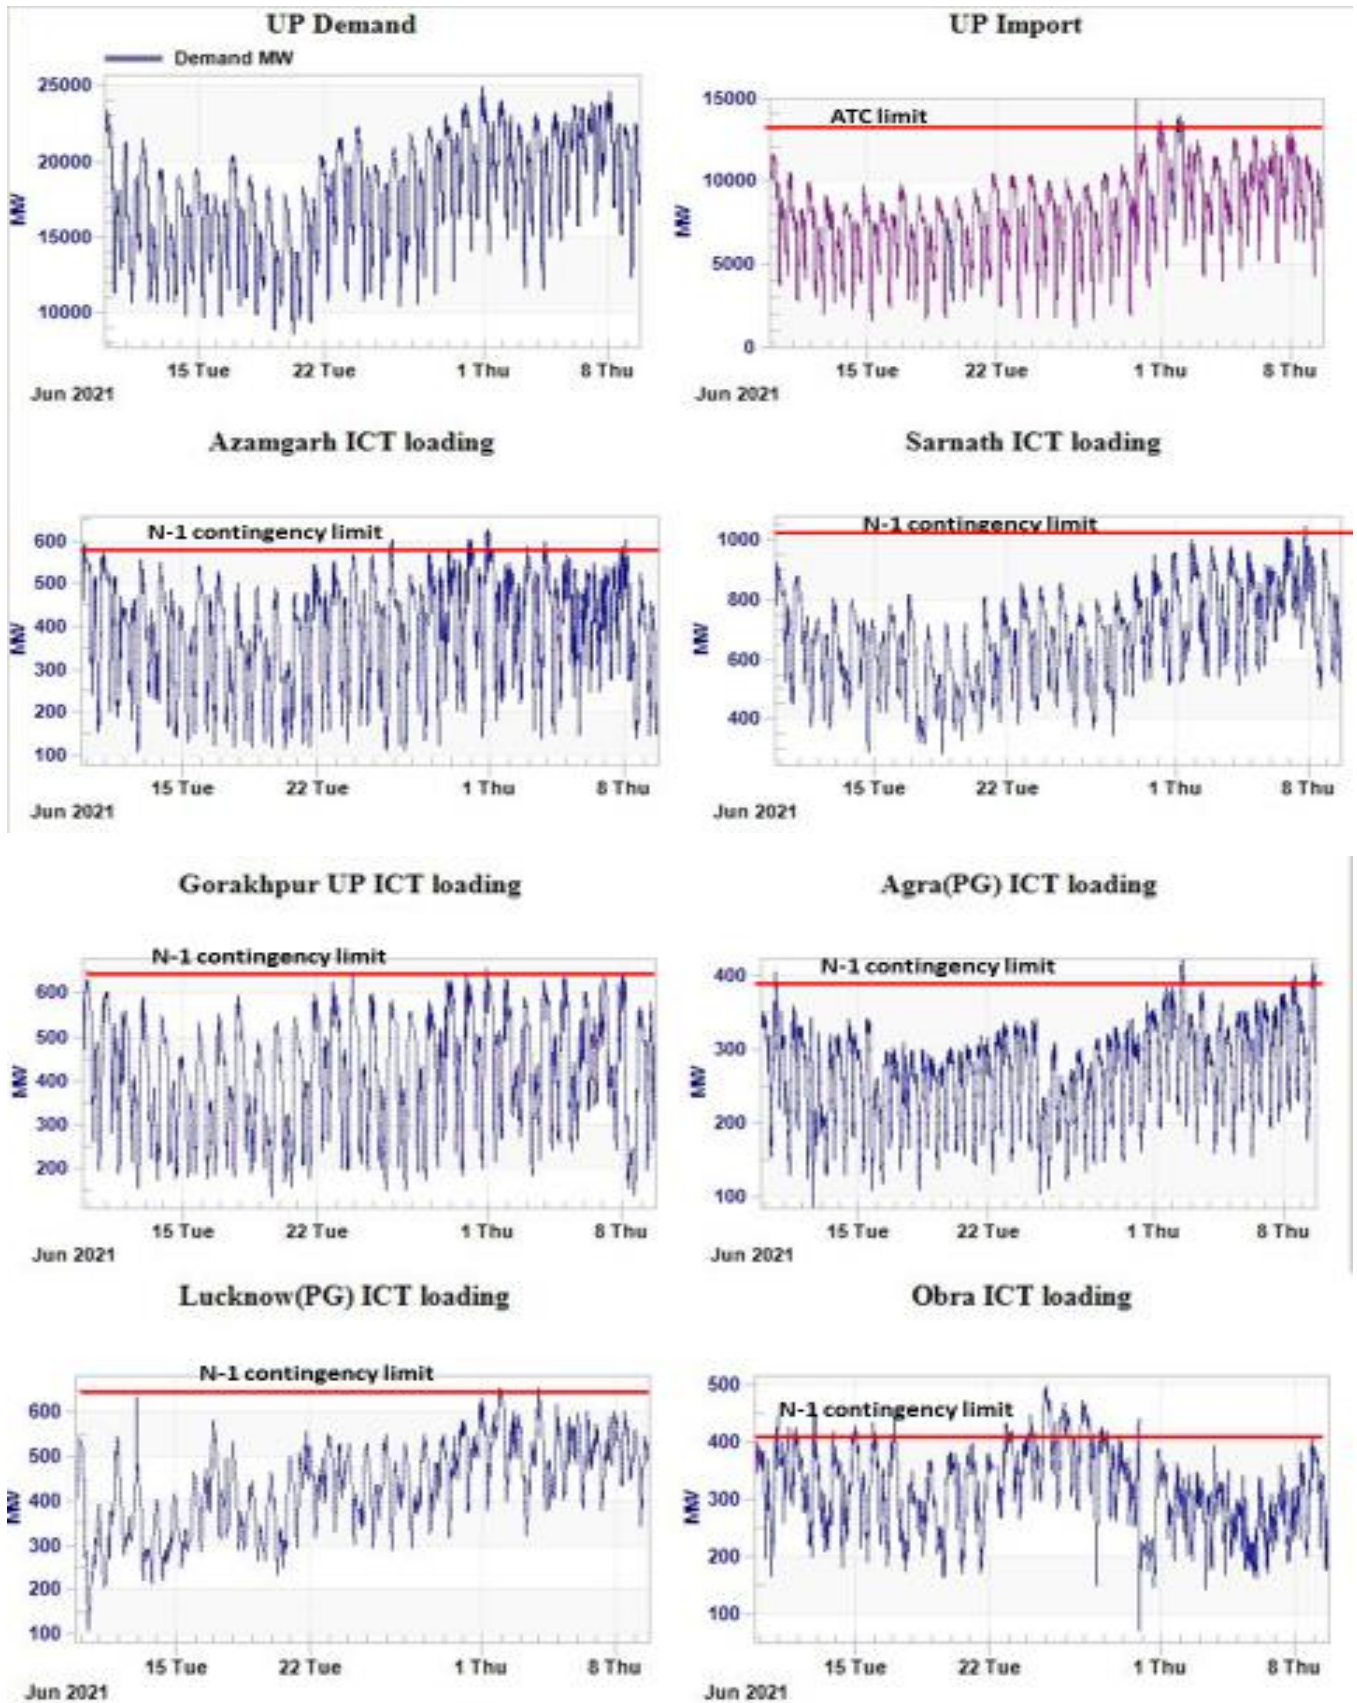 UP Demand
Demand MW
25000
20000
15000
10000
MW
15 Tue 22 Tue 1 Thu 8 Thu
Jun 2021
UP Import
15000
ATC limit
10000
5000
0
MW
15 Tue 22 Tue 1 Thu 8 Thu
Jun 2021
Azamgarh ICT loading
N-1 contingency limit
600
500
400
300
200
100
MW
15 Tue 22 Tue 1 Thu 8 Thu
Jun 2021
Sarnath ICT loading
N-1 contingency limit
1000
800
600
400
MW
15 Tue 22 Tue 1 Thu 8 Thu
Jun 2021
Gorakhpur UP ICT loading
N-1 contingency limit
600
500
400
300
200
MW
15 Tue 22 Tue 1 Thu 8 Thu
Jun 2021
Agra(PG) ICT loading
N-1 contingency limit
400
300
200
100
MW
15 Tue 22 Tue 1 Thu 8 Thu
Jun 2021
Lucknow(PG) ICT loading
N-1 contingency limit
600
500
400
300
200
100
MW
15 Tue 22 Tue 1 Thu 8 Thu
Jun 2021
Obra ICT loading
500
N-1 contingency limit
400
300
200
100
MW
15 Tue 22 Tue 1 Thu 8 Thu
Jun 2021